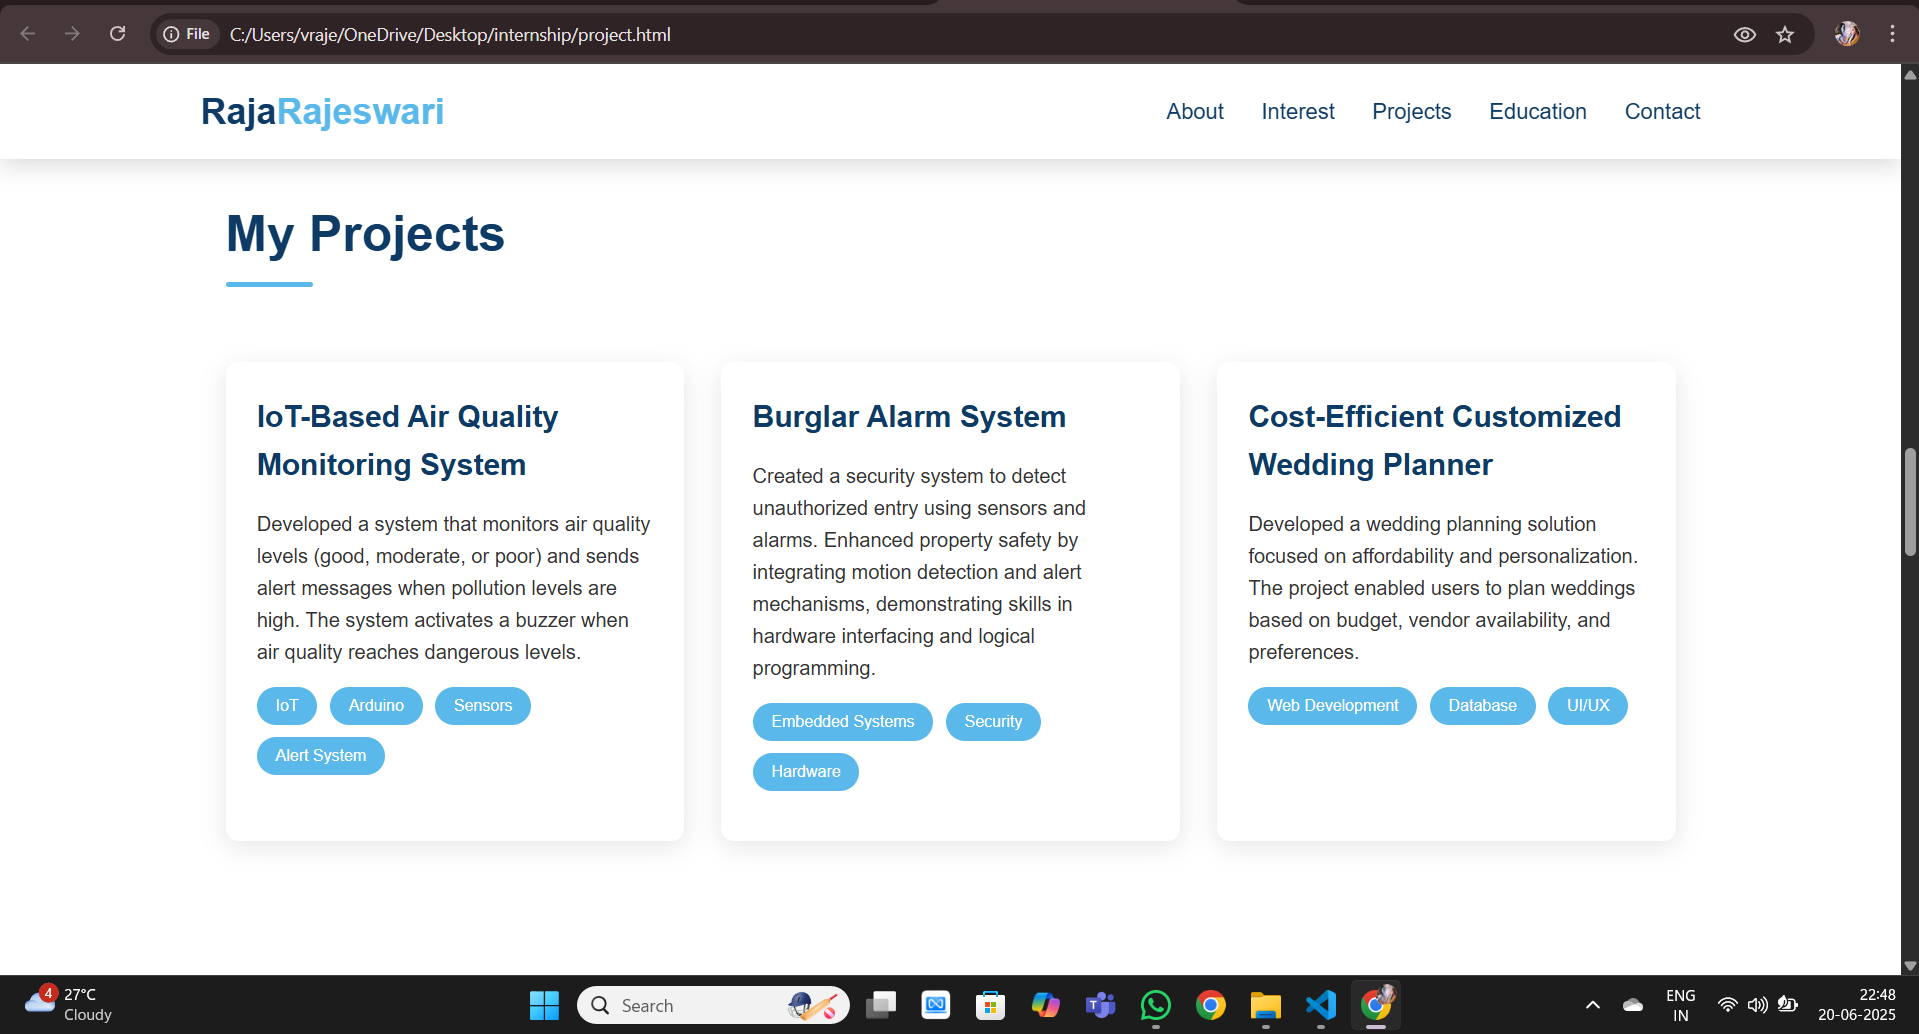 File C:/Users/vraje/OneDrive/Desktop/internship/project.html
RajaRajeswari
About Interest Projects Education Contact
My Projects
IoT-Based Air Quality
Monitoring System
Developed a system that monitors air quality
levels (good, moderate, or poor) and sends
alert messages when pollution levels are
high. The system activates a buzzer when
air quality reaches dangerous levels.
IoT Arduino Sensors
Alert System
Burglar Alarm System
Created a security system to detect
unauthorized entry using sensors and
alarms. Enhanced property safety by
integrating motion detection and alert
mechanisms, demonstrating skills in
hardware interfacing and logical
programming.
Embedded Systems Security
Hardware
Cost-Efficient Customized
Wedding Planner
Developed a wedding planning solution
focused on affordability and personalization.
The project enabled users to plan weddings
based on budget, vendor availability, and
preferences.
Web Development Database UI/UX
4
27°C
Cloudy
Search
ENG
IN
22:48
20-06-2025